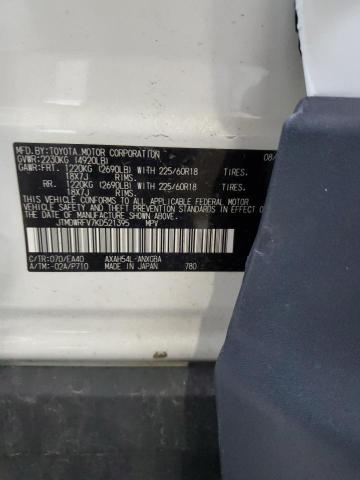 MFD.BY:TOYOTA MOTOR CORPORATION 08/
GVWR: 2230KG (4920LB)
GAWR:FRT. 1220KG (2690LB) WITH 225/60R18 TIRES.
18X7J RIMS.
RR. 1220KG (2690LB) WITH 225/60R18 TIRES.
18X7J RIMS.
THIS VEHICLE CONFORMS TO ALL APPLICABLE FEDERAL MOTOR
VEHICLE SAFETY STANDARDS IN EFFECT ON THE DATE OF
MANUFACTURE SHOWN ABOVE.
JTMDWRFV7KD521395 MPV
C/TR:070/EA40 AXAH54L-ANXGBA
A/TM:-02A/P710 MADE IN JAPAN 780